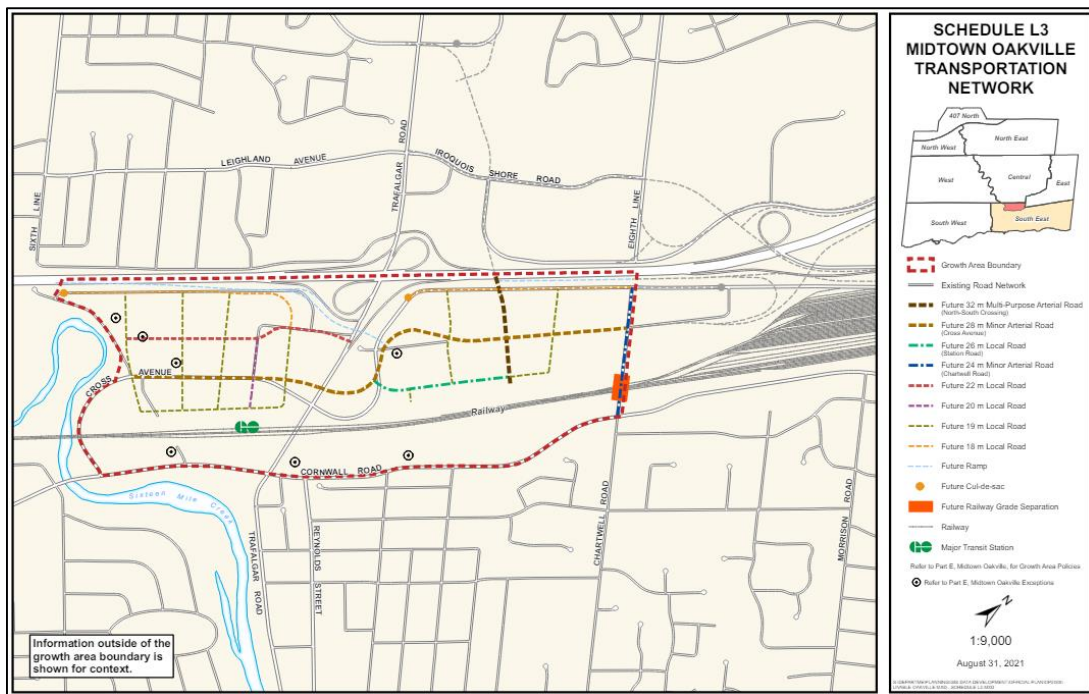 SCHEDULE L3
MIDTOWN OAKVILLE
TRANSPORTATION
NETWORK
407 North
North West
North East
West
Central
East
South West
South East
Growth Area Boundary
Existing Road Network
Future 32 m Multi-Purpose Arterial Road
(North-South Crossing)
Future 28 m Minor Arterial Road
(Cross Avenue)
Future 26 m Local Road
(Station Road)
Future 24 m Minor Arterial Road
(Chartwell Road)
Future 22 m Local Road
Future 20 m Local Road
Future 19 m Local Road
Future 18 m Local Road
Future Ramp
Future Cul-de-sac
Future Railway Grade Separation
Railway
GO
Major Transit Station
Refer to Part E, Midtown Oakville, for Growth Area Policies
Refer to Part E, Midtown Oakville Exceptions
N
1:9,000
August 31, 2021
SIXTH LINE
LEIGHLAND AVENUE
TRAFALGAR ROAD
IROQUOIS SHORE ROAD
EIGHTH LINE
CROSS AVENUE
Railway
GO
CORNWALL ROAD
Sixteen Mile Creek
TRAFALGAR ROAD
REYNOLDS STREET
CHARTWELL ROAD
MORRISON ROAD
Information outside of the
growth area boundary is
shown for context.